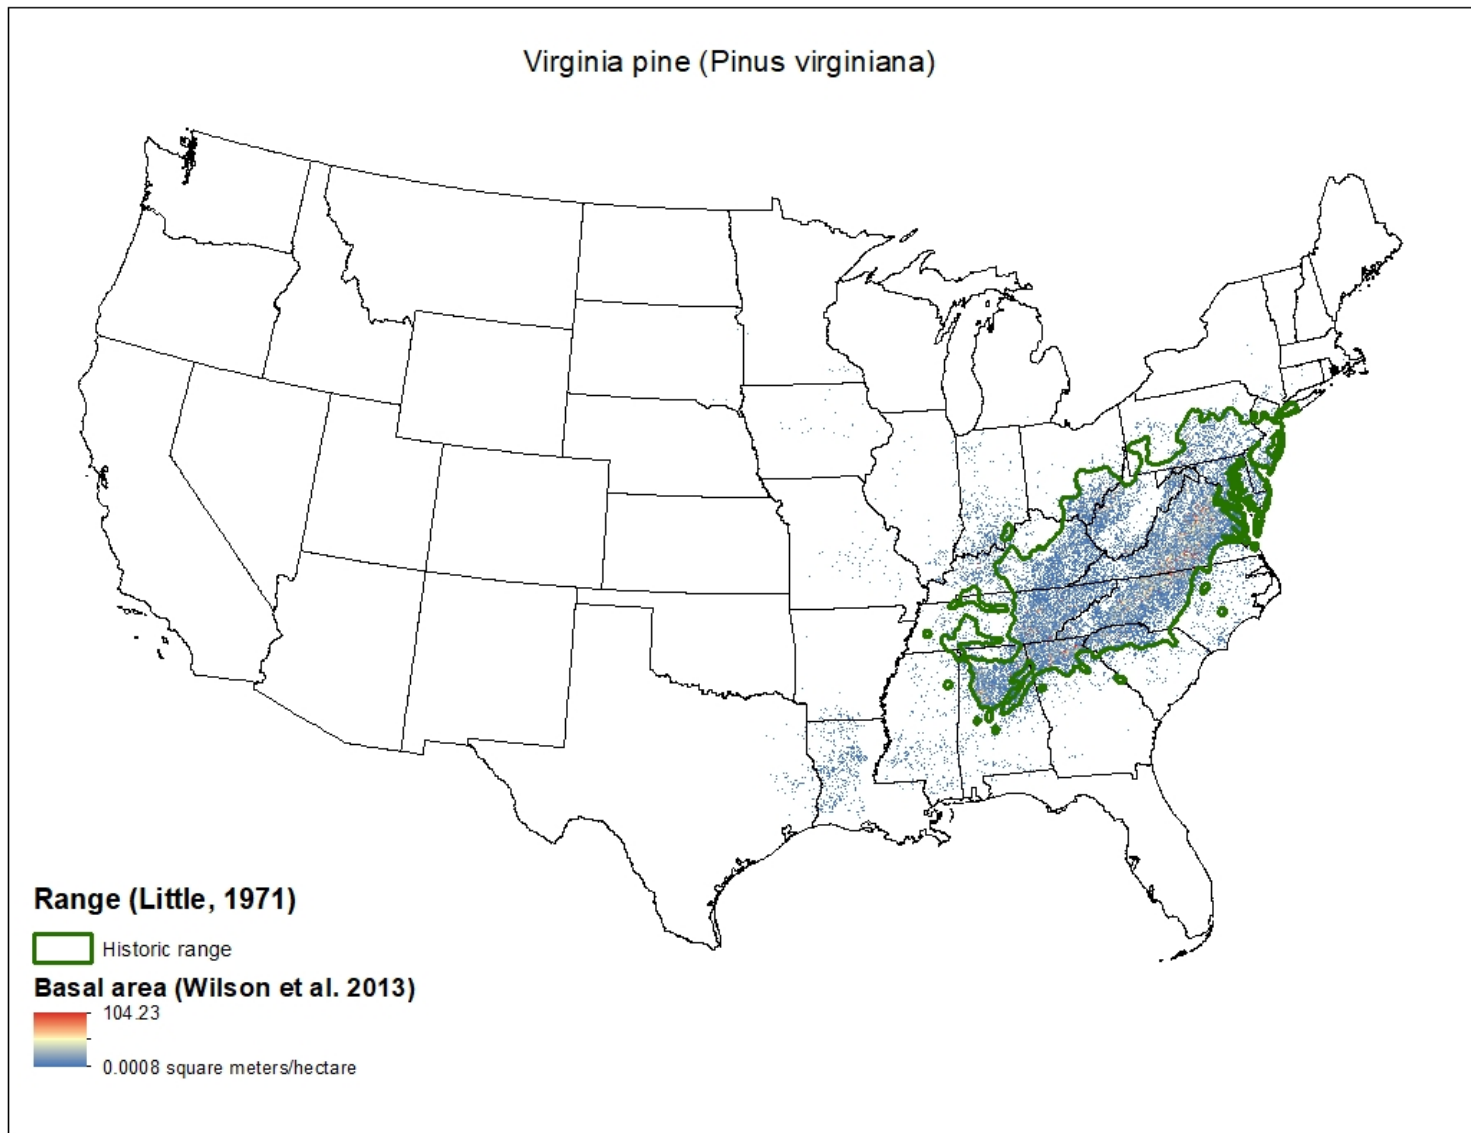 Virginia pine (Pinus virginiana)
Range (Little, 1971)
Historic range
Basal area (Wilson et al. 2013)
104.23
0.0008 square meters/hectare